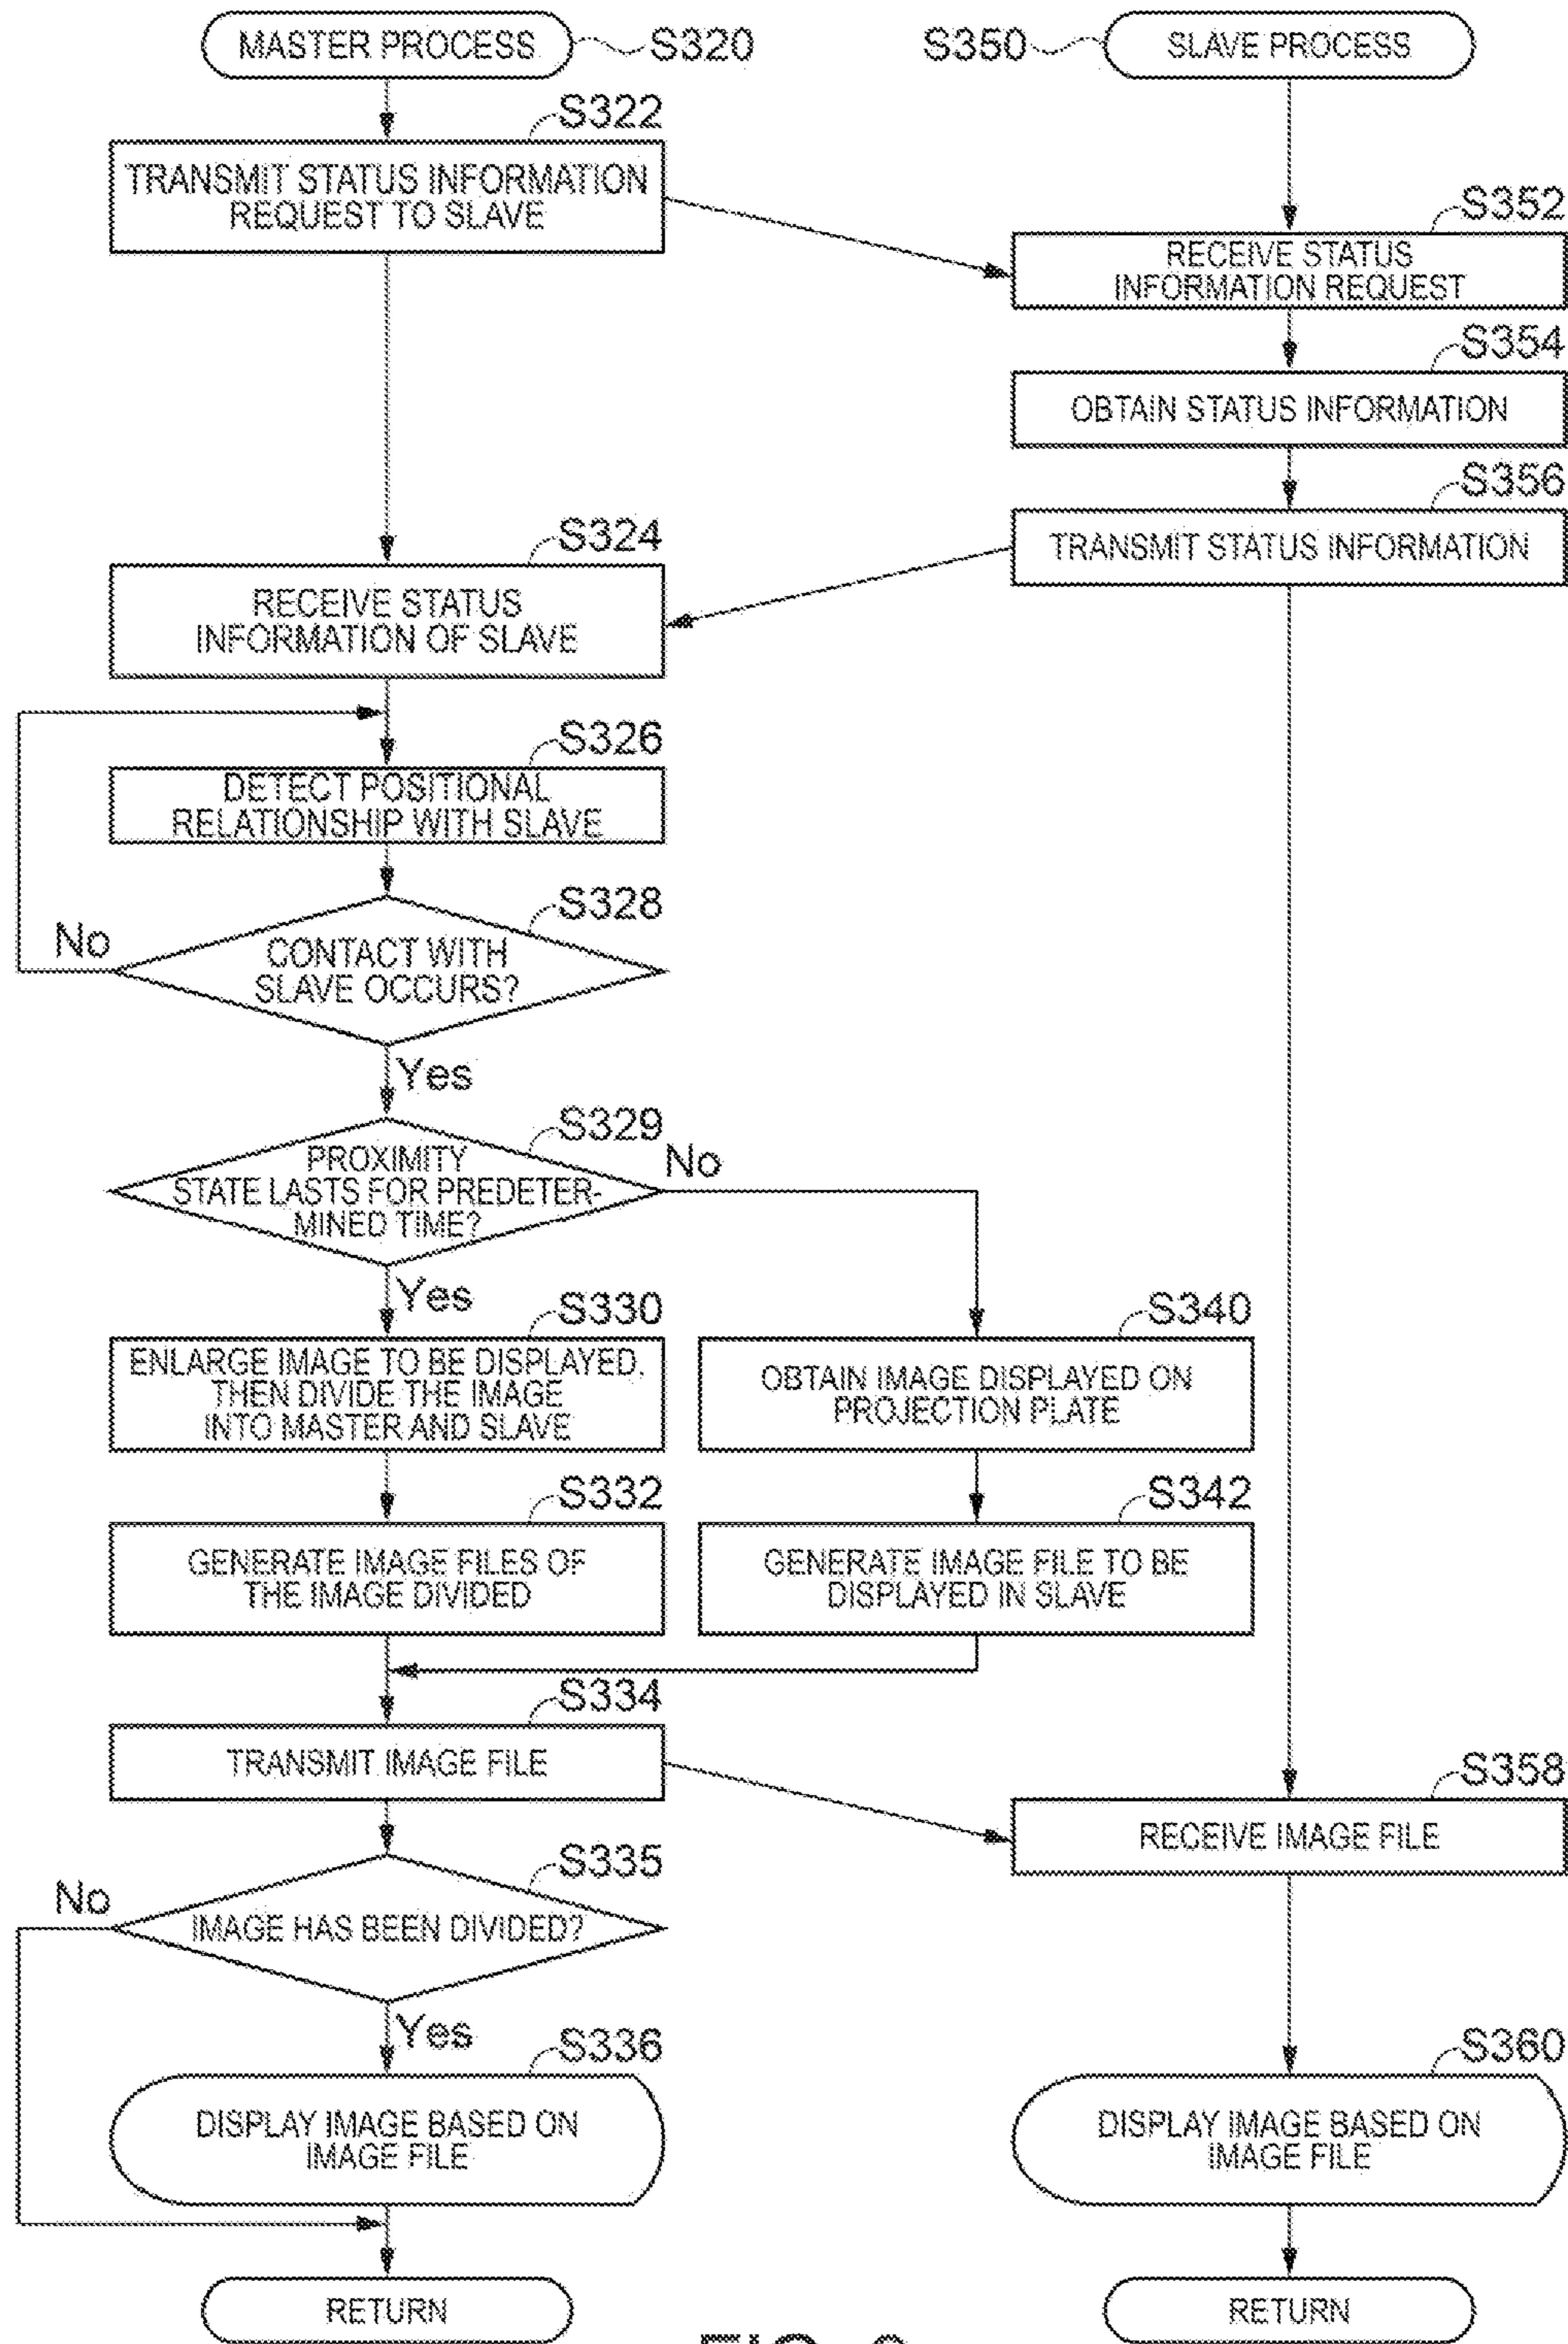 MASTER PROCESS
S320
S322
TRANSMIT STATUS INFORMATION
REQUEST TO SLAVE
S324
RECEIVE STATUS
INFORMATION OF SLAVE
S326
DETECT POSITIONAL
RELATIONSHIP WITH SLAVE
S328
CONTACT WITH
SLAVE OCCURS?
No
Yes
S329
PROXIMITY
STATE LASTS FOR PREDETER-
MINED TIME?
No
Yes
S330
ENLARGE IMAGE TO BE DISPLAYED,
THEN DIVIDE THE IMAGE
INTO MASTER AND SLAVE
S332
GENERATE IMAGE FILES OF
THE IMAGE DIVIDED
S340
OBTAIN IMAGE DISPLAYED ON
PROJECTION PLATE
S342
GENERATE IMAGE FILE TO BE
DISPLAYED IN SLAVE
S334
TRANSMIT IMAGE FILE
S335
IMAGE HAS BEEN DIVIDED?
No
Yes
S336
DISPLAY IMAGE BASED ON
IMAGE FILE
RETURN
S350
SLAVE PROCESS
S352
RECEIVE STATUS
INFORMATION REQUEST
S354
OBTAIN STATUS INFORMATION
S356
TRANSMIT STATUS INFORMATION
S358
RECEIVE IMAGE FILE
S360
DISPLAY IMAGE BASED ON
IMAGE FILE
RETURN
FIG.